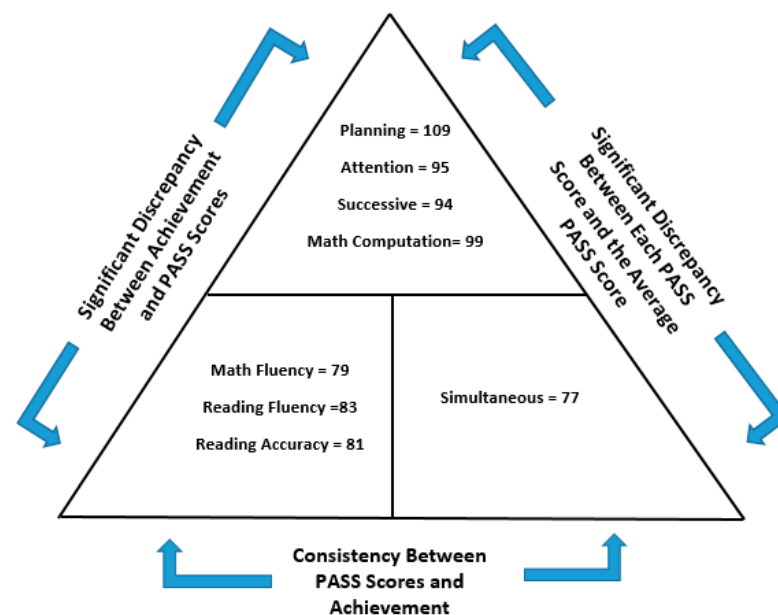 Significant Discrepancy
Between Achievement
and PASS Scores
Planning = 109
Attention = 95
Successive = 94
Math Computation= 99
Significant Discrepancy
Between Each PASS
Score and the Average
PASS Score
Math Fluency = 79
Reading Fluency =83
Reading Accuracy = 81
Simultaneous = 77
Consistency Between
PASS Scores and
Achievement